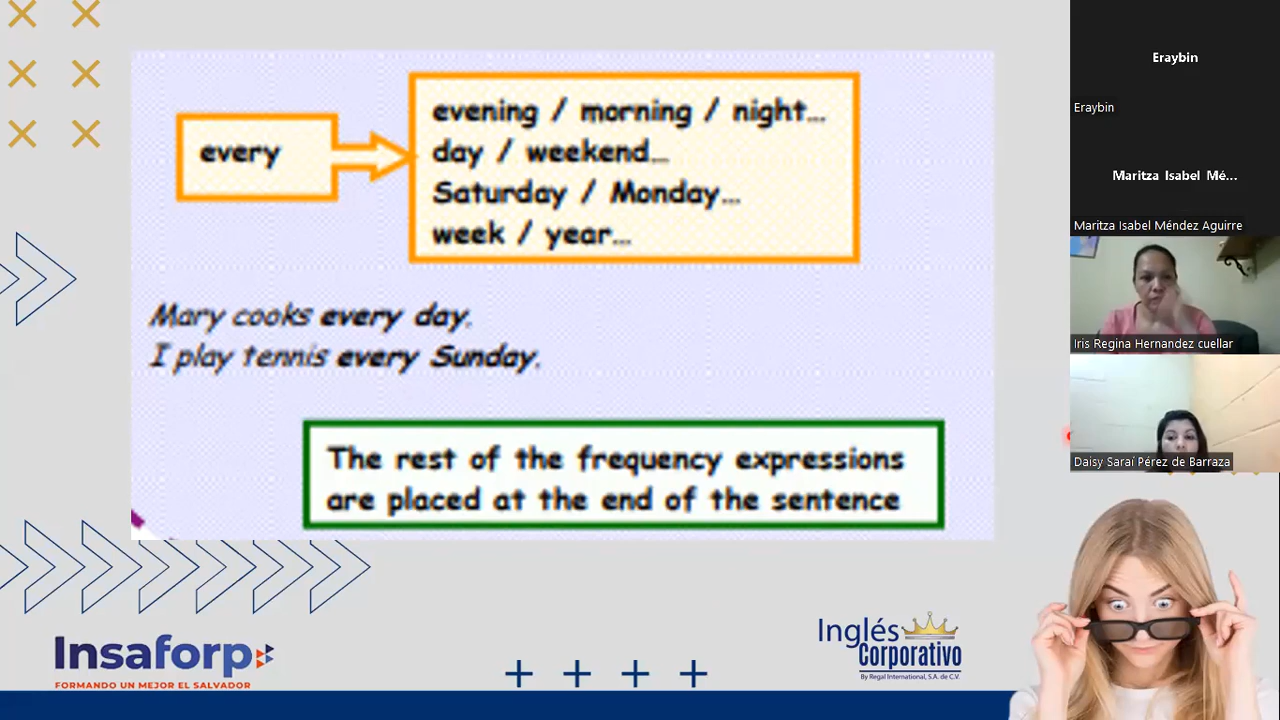 every
evening / morning / night...
day / weekend...
Saturday / Monday...
week / year...
Mary cooks every day.
I play tennis every Sunday.
The rest of the frequency expressions
are placed at the end of the sentence
Insaforp
FORMANDO UN MEJOR EL SALVADOR
Inglés
Corporativo
By Regal International, S.A. de C.V.
Eraybin
Eraybin
Maritza Isabel Mé...
Maritza Isabel Méndez Aguirre
Iris Regina Hernandez cuellar
Daisy Saraí Pérez de Barraza